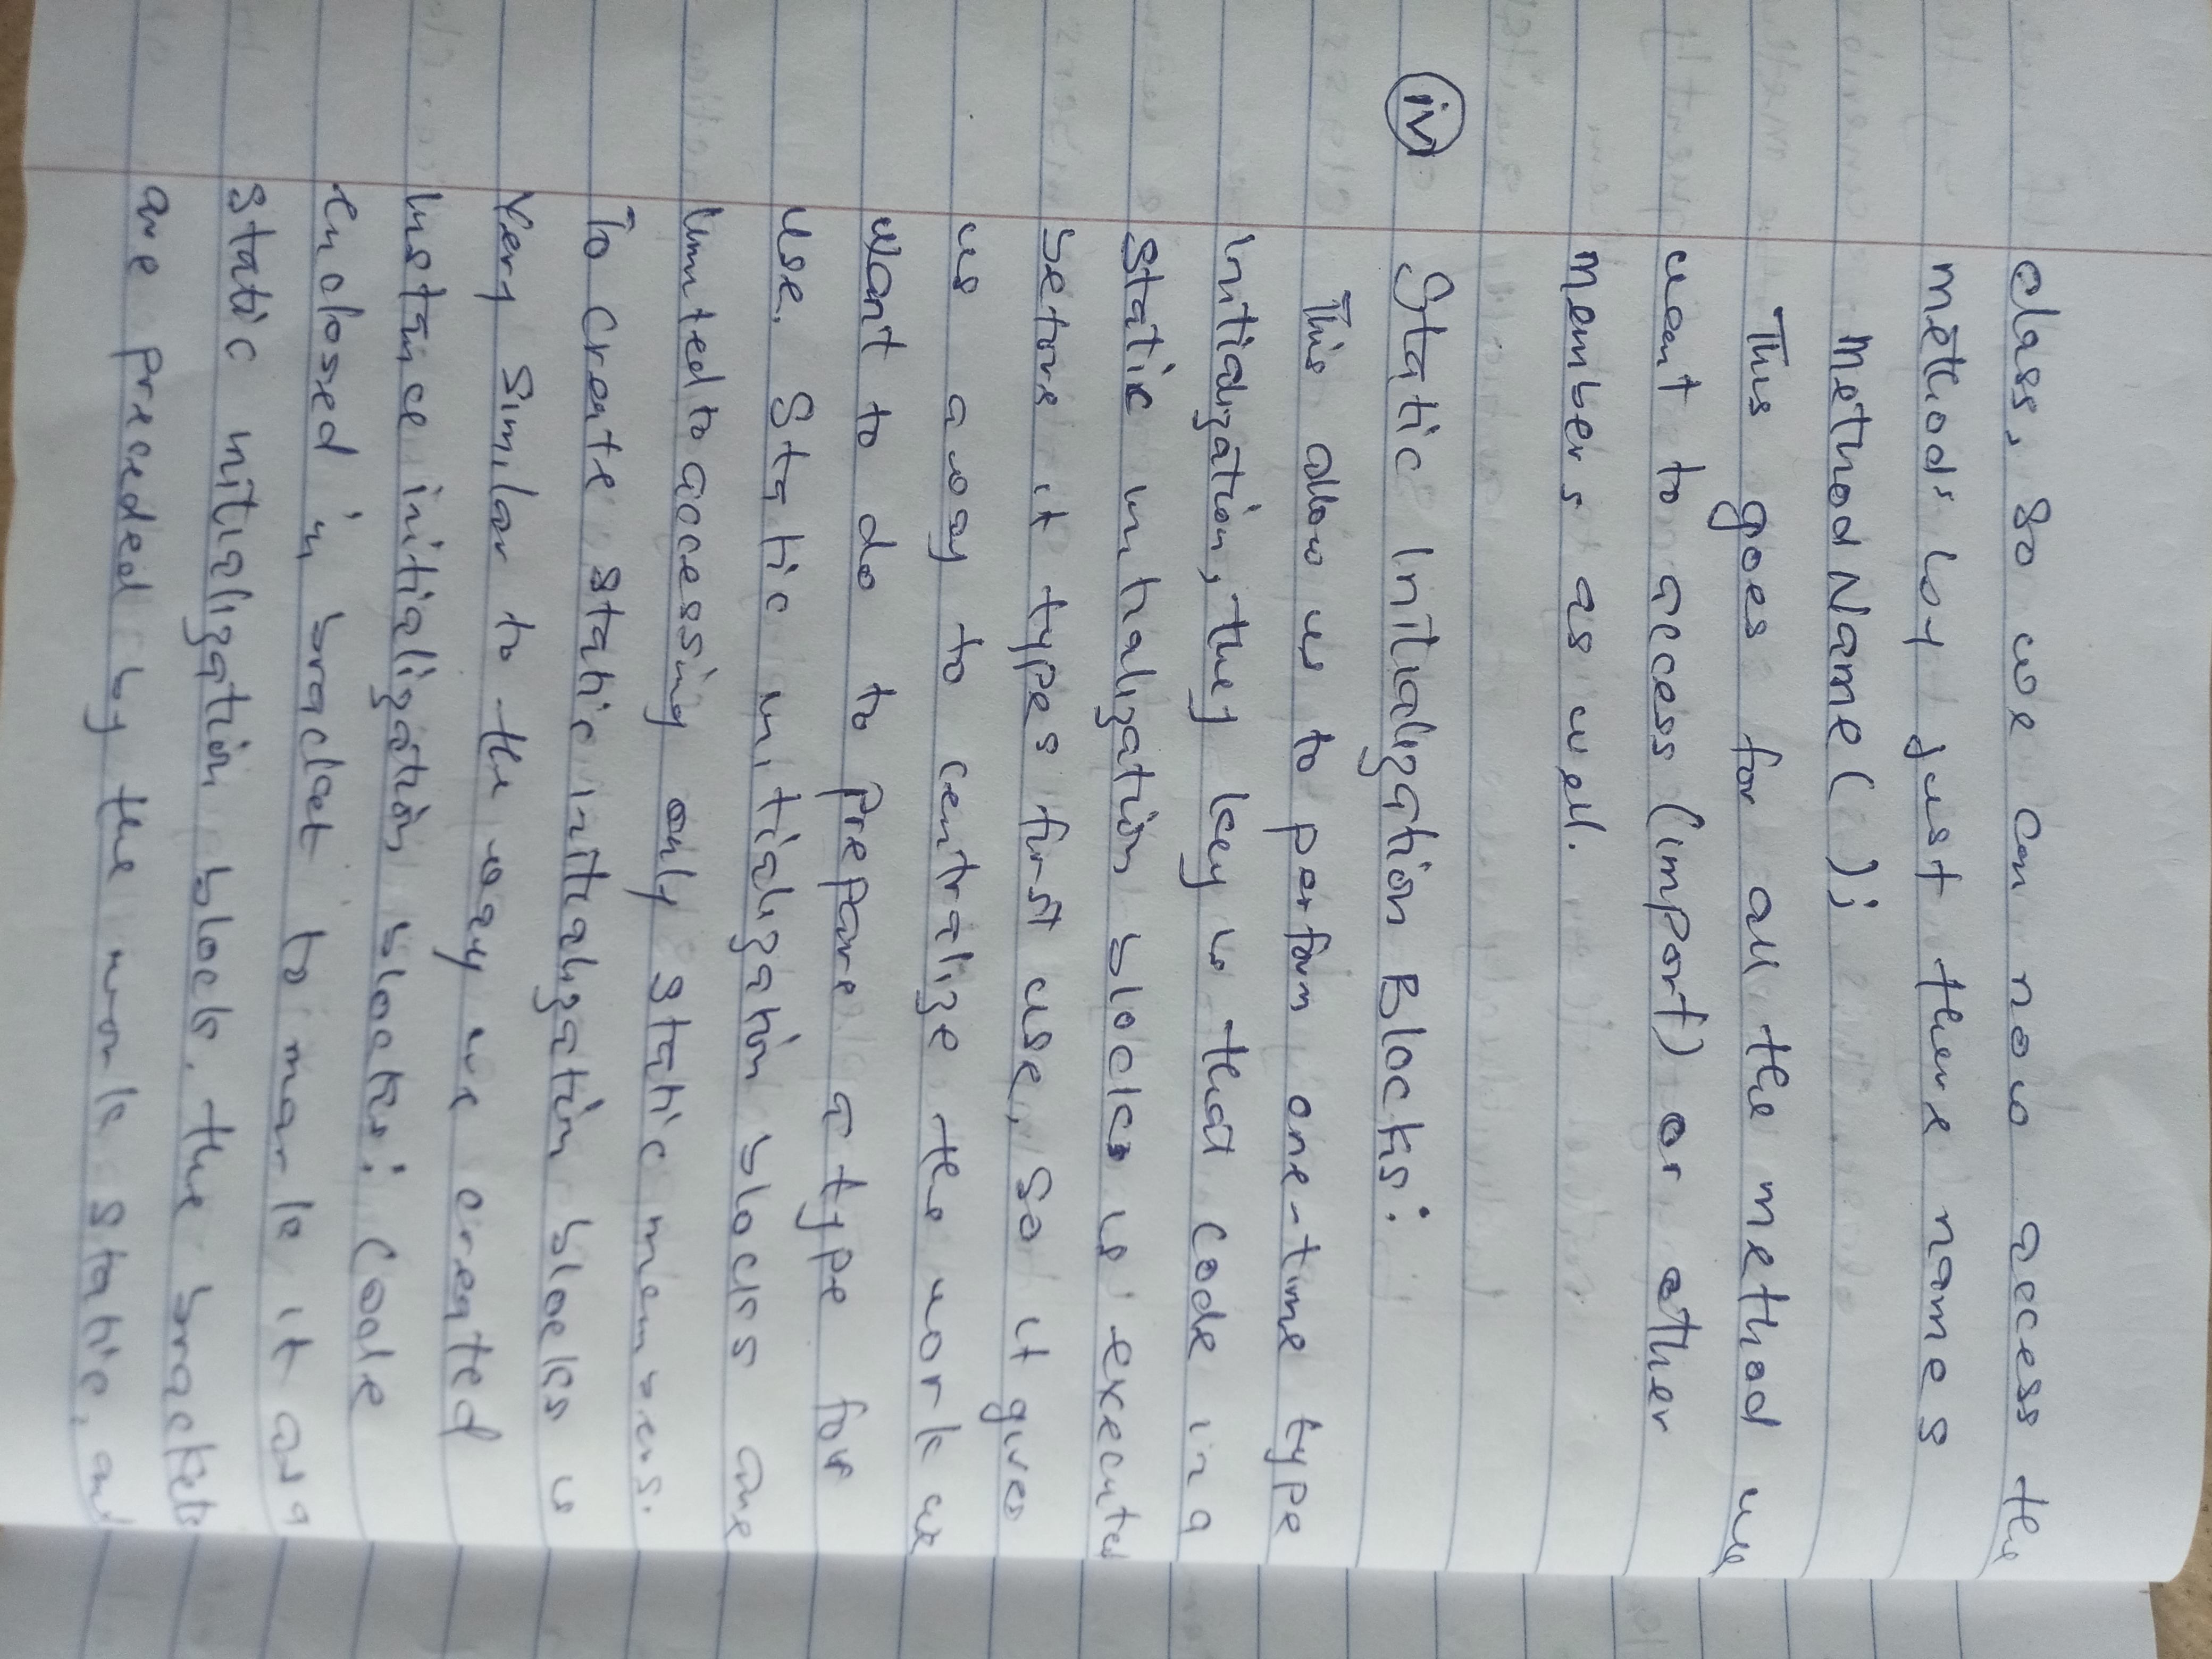 class, so we can now access the
methods by just there names
MethodName();
This goes for all the method we
want to access (import) or other
members as well.
iv Static Initialization Blocks:
This allow us to perform one-time type
initialization, they key is that code in a
static initialization blocks is executed
before it types first use, so it gives
us a way to centralize the work we
want to do to prepare a type for
use. Static initialization blocks are
limited to accessing only static members.
To create static initialization blocks is
very similar to the way we created
instance initialization blocks: Code
enclosed in bracket to mark it as a
static initialization block. the brackets
are preceded by the work static, and